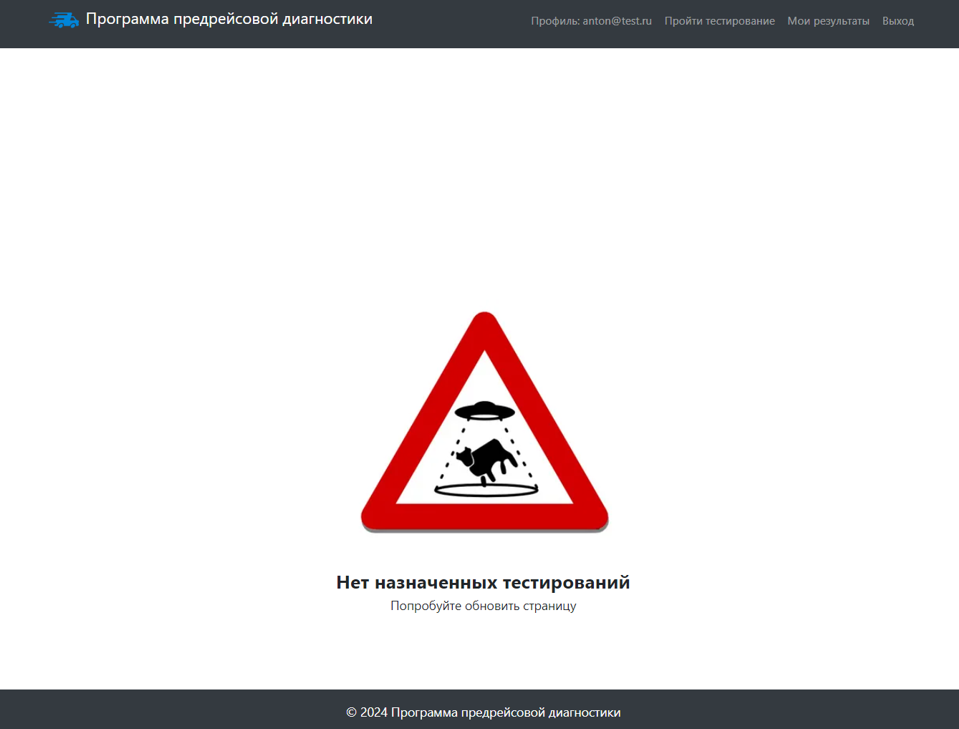 Программа предрейсовой диагностики
Профиль: anton@test.ru Пройти тестирование Мои результаты Выход
Нет назначенных тестирований
Попробуйте обновить страницу
© 2024 Программа предрейсовой диагностики